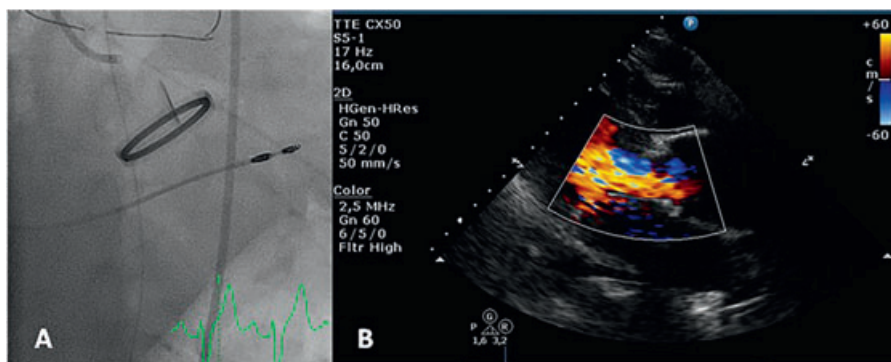 A
TTE CX50
S5-1
17 Hz
16,0cm
2D
HGen-HRes
Gn 50
C 50
5/2/0
50 mm/s
Color
2,5 MHz
Gn 60
6/5/0
Fltr High
P
+60
c
m
/
s
-60
G
P R
1,6 3,2
B